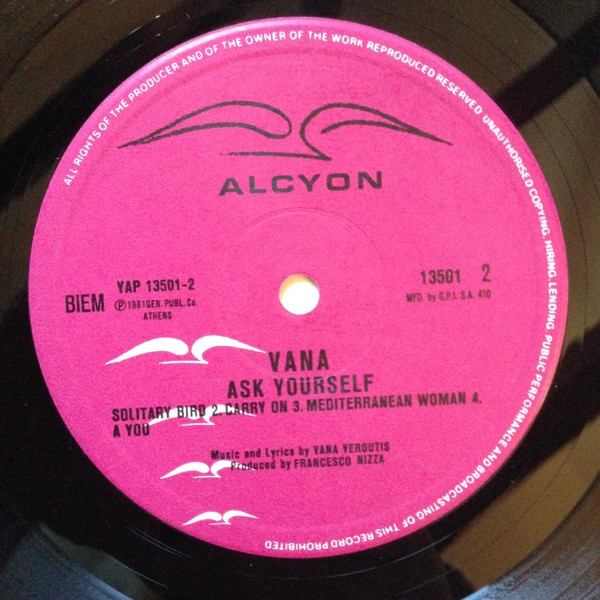 ALL RIGHTS OF THE PRODUCER AND OF THE OWNER OF THE WORK REPRODUCED RESERVED. UNAUTHORISED COPYING, HIRING, LENDING, PUBLIC PERFORMANCE AND BROADCASTING OF THIS RECORD PROHIBITED
ALCYON
YAP 13501-2
BIEM
Ⓟ1981GEN. PUBL. Co.
ATHENS
13501 2
MFD. by G.P.I. S.A. 410
VANA
ASK YOURSELF
SOLITARY BIRD 2. CARRY ON 3. MEDITERRANEAN WOMAN 4.
A YOU
Music and Lyrics by VANA VEROUTIS
Produced by FRANCESCO NIZZA